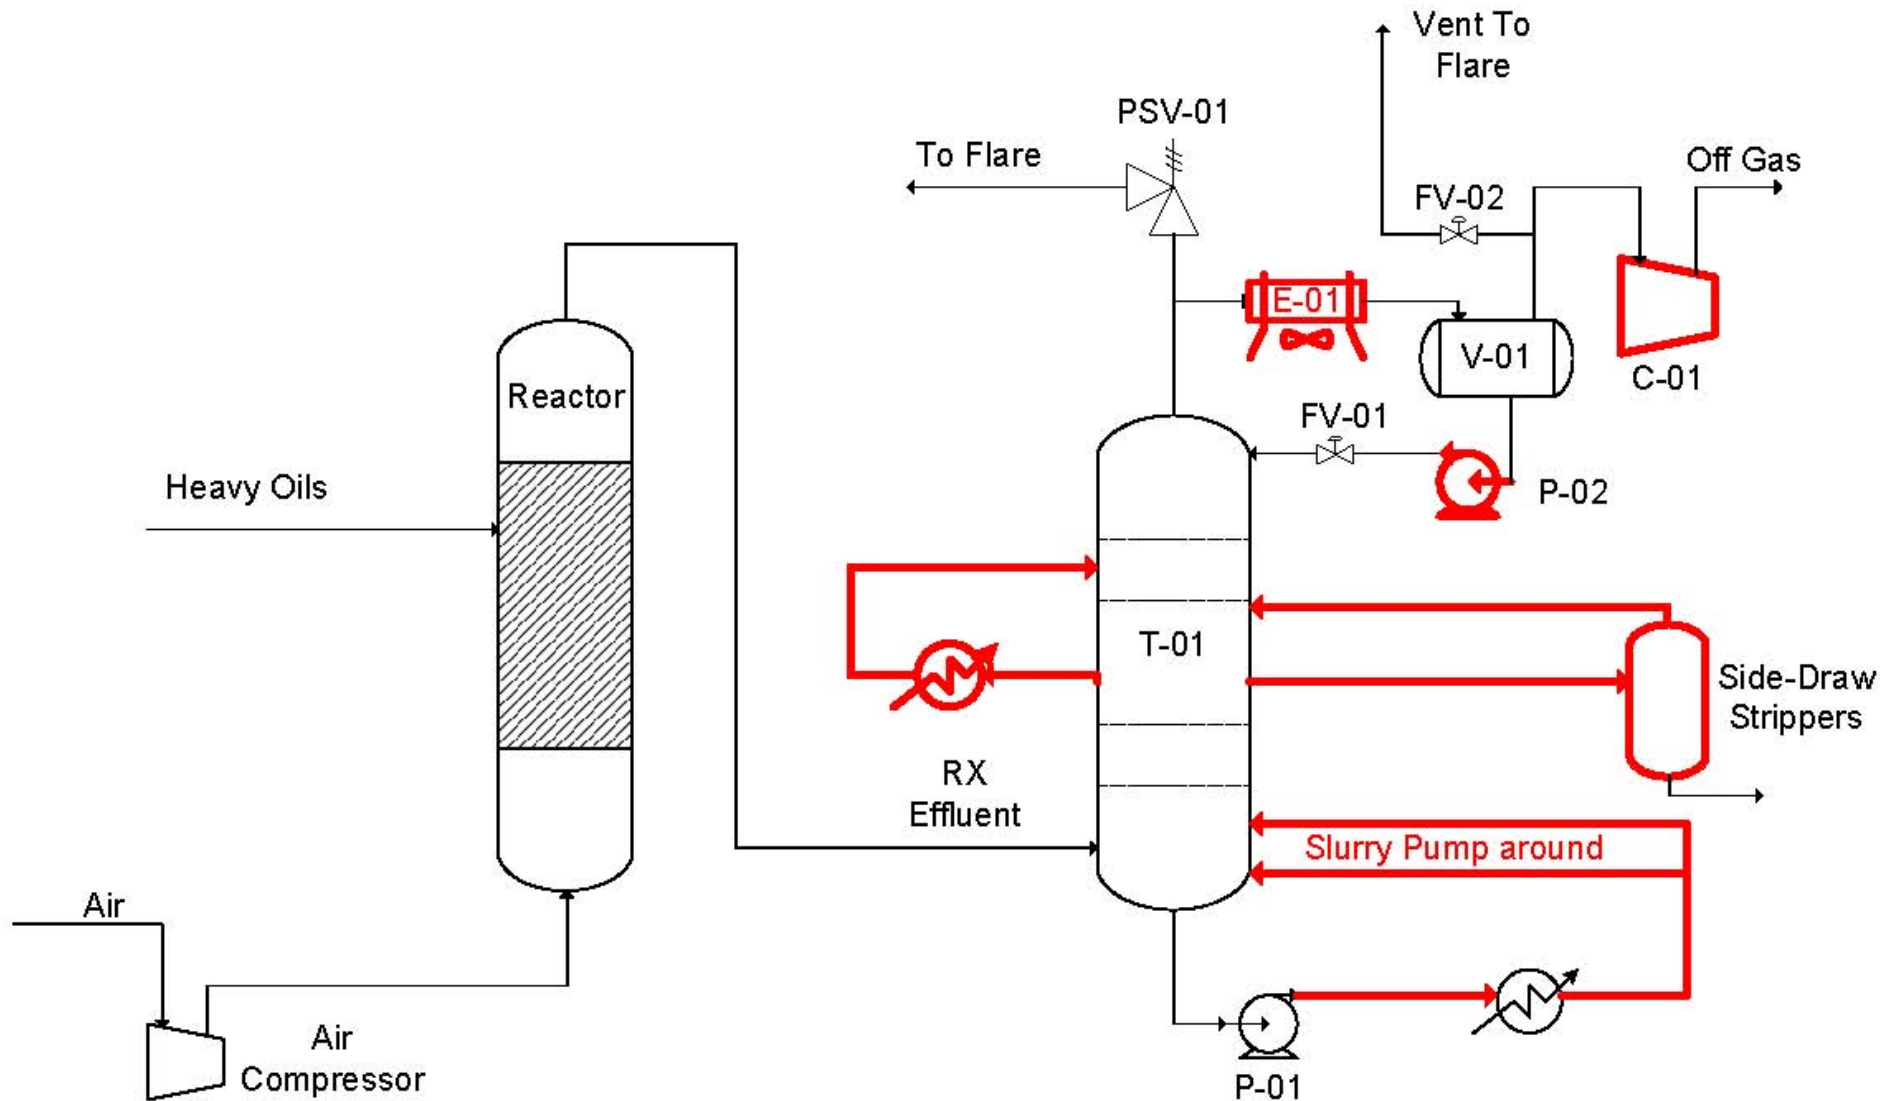 Vent To
Flare
PSV-01
To Flare
Off Gas
FV-02
E-01
V-01
C-01
Reactor
FV-01
Heavy Oils
P-02
T-01
Side-Draw
Strippers
RX
Effluent
Slurry Pump around
Air
Air
Compressor
P-01